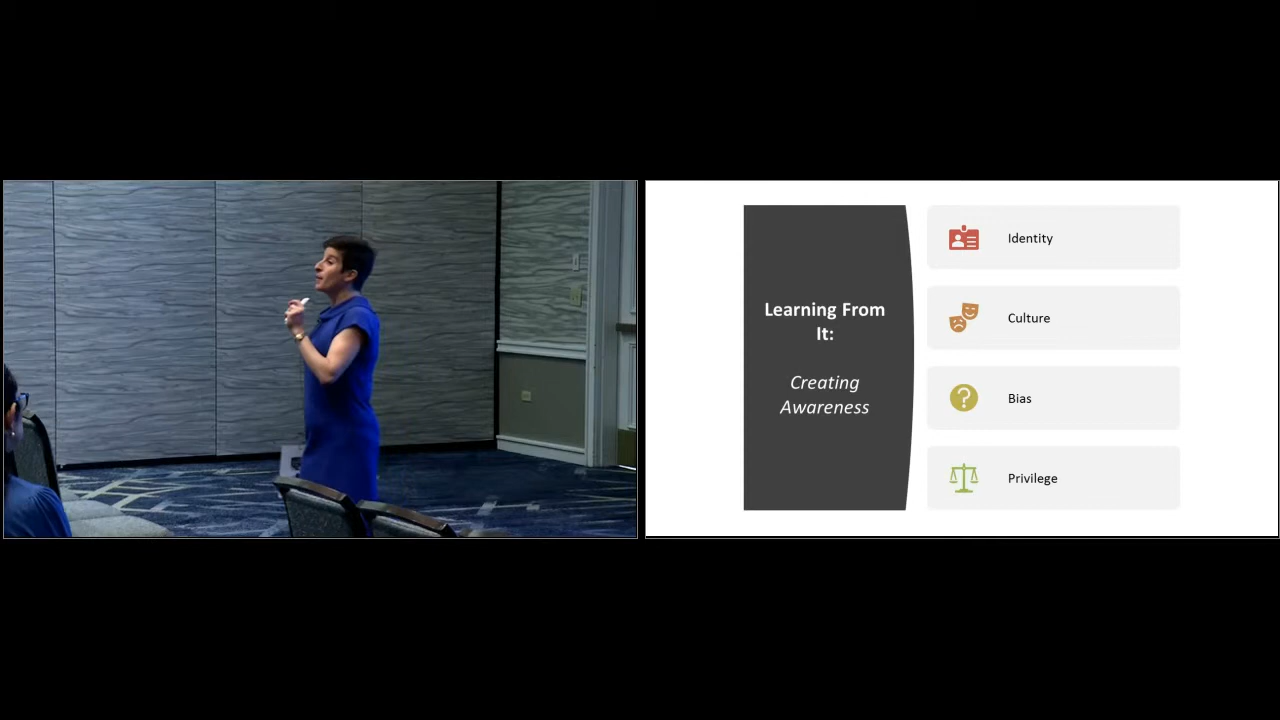 Learning From
It:
Creating
Awareness
Identity
Culture
Bias
Privilege